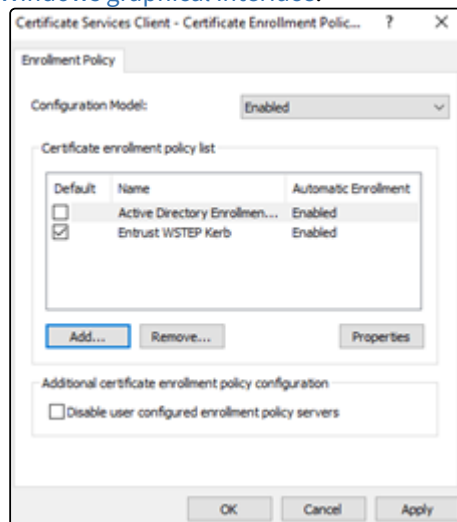 Windows graphical interface.
Certificate Services Client - Certificate Enrollment Polic... ? ×
Enrollment Policy
Configuration Model: Enabled
Certificate enrollment policy list
Default Name Automatic Enrollment
Active Directory Enrollmen... Enabled
Entrust WSTEP Kerb Enabled
Add... Remove... Properties
Additional certificate enrollment policy configuration
Disable user configured enrollment policy servers
OK Cancel Apply